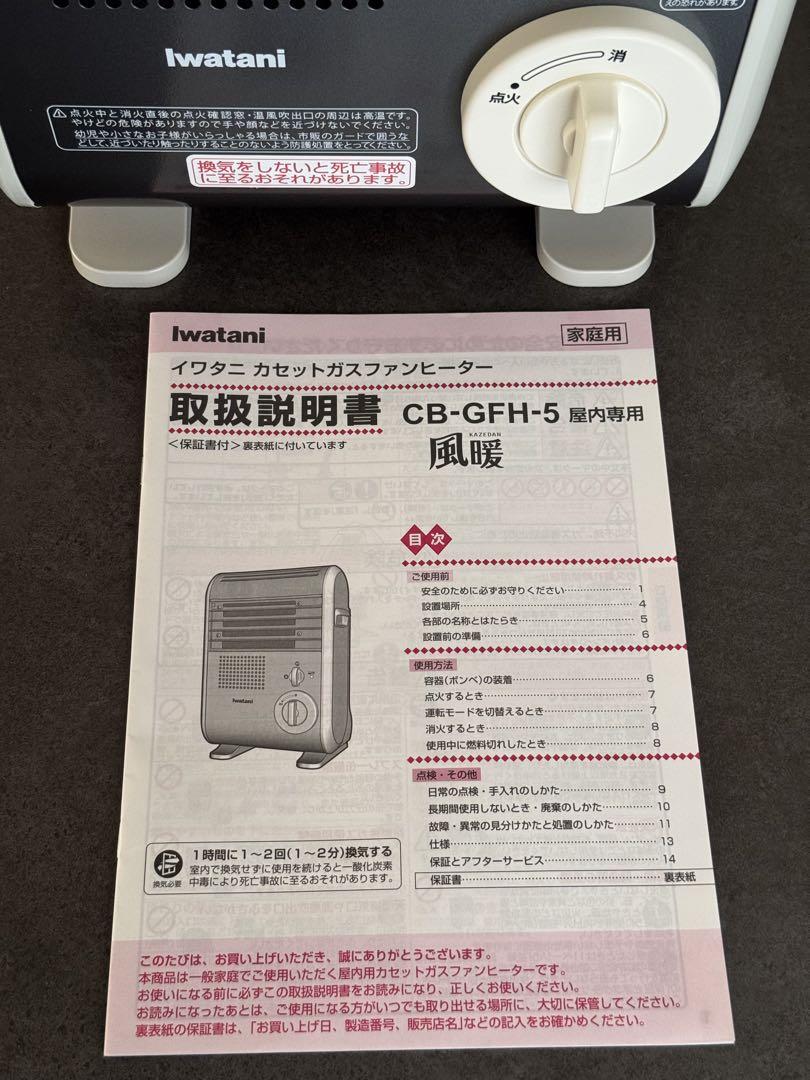 えの恐れがあります。
Iwatani
消
点火
⚠点火中と消火直後の点火確認窓・温風吹出口の周辺は高温です。
やけどの危険がありますので手や顔などを近づけないでください。
幼児や小さなお子様がいらっしゃる場合は、市販のガードで囲うな
どして、近づいたり触ったりすることのないよう防護処置をとってください。
換気をしないと死亡事故
に至るおそれがあります。
Iwatani
家庭用
イワタニ カセットガスファンヒーター
取扱説明書 CB-GFH-5 屋内専用
<保証書付>裏表紙に付いています
KAZEDAN
風暖
目次
ご使用前
安全のために必ずお守りください…………………1
設置場所…………………4
各部の名称とはたらき…………………5
設置前の準備…………………6
使用方法
容器(ボンベ)の装着…………………6
点火するとき…………………7
運転モードを切替えるとき…………………7
消火するとき…………………8
使用中に燃料切れしたとき…………………8
点検・その他
日常の点検・手入れのしかた…………………9
長期間使用しないとき・廃棄のしかた…………………10
故障・異常の見分けかたと処置のしかた…………………11
仕様…………………13
保証とアフターサービス…………………14
保証書…………………裏表紙
Iwatani
換気必要
1時間に1~2回(1~2分)換気する
室内で換気せずに使用を続けると一酸化炭素
中毒により死亡事故に至るおそれがあります。
このたびは、お買い上げいただき、誠にありがとうございます。
本商品は一般家庭でご使用いただく屋内用カセットガスファンヒーターです。
お使いになる前に必ずこの取扱説明書をお読みになり、正しくお使いください。
お読みになったあとは、ご使用になる方がいつでも取り出せる場所に、大切に保管してください。
裏表紙の保証書は、「お買い上げ日、製造番号、販売店名」などの記入をお確かめください。